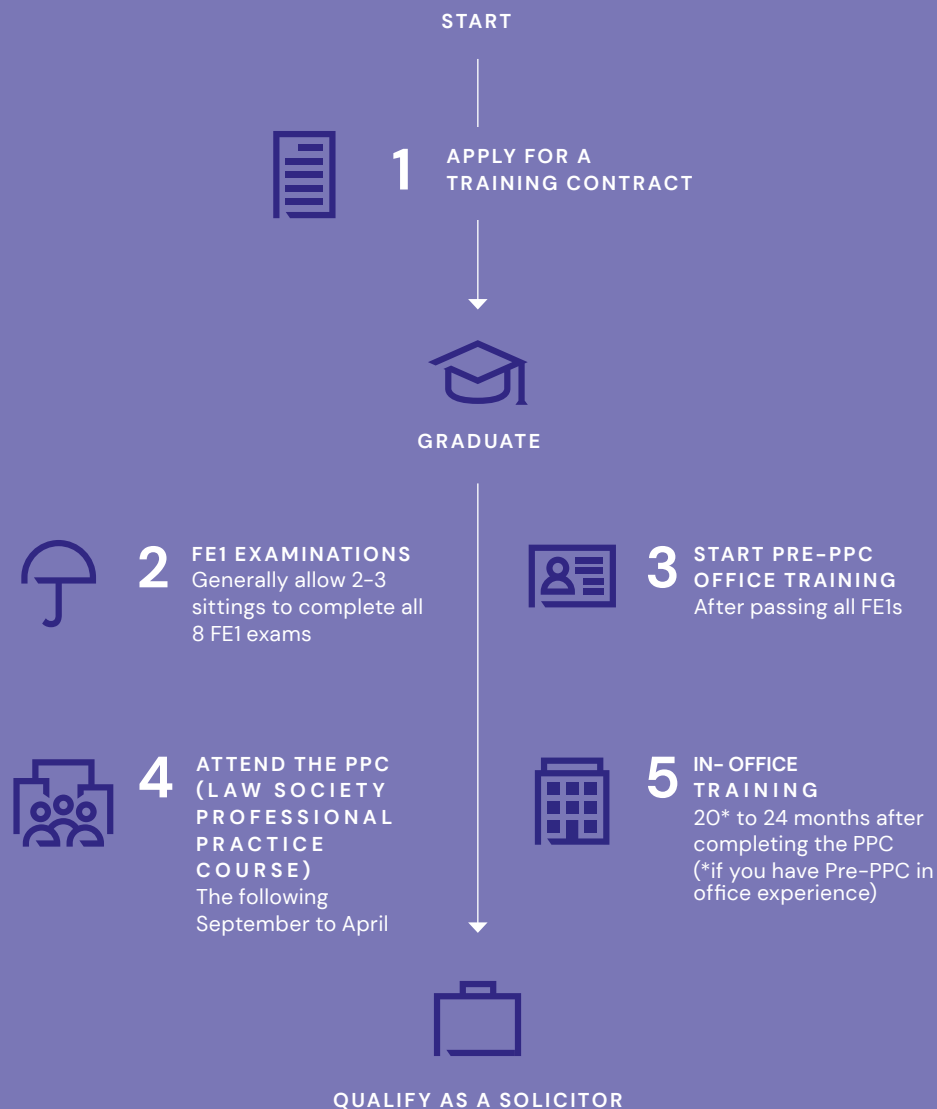 START
1
APPLY FOR A
TRAINING CONTRACT
GRADUATE
2
FE1 EXAMINATIONS
Generally allow 2-3
sittings to complete all
8 FE1 exams
3
START PRE-PPC
OFFICE TRAINING
After passing all FE1s
4
ATTEND THE PPC
(LAW SOCIETY
PROFESSIONAL
PRACTICE
COURSE)
The following
September to April
5
IN- OFFICE
TRAINING
20* to 24 months after
completing the PPC
(*if you have Pre-PPC in
office experience)
QUALIFY AS A SOLICITOR